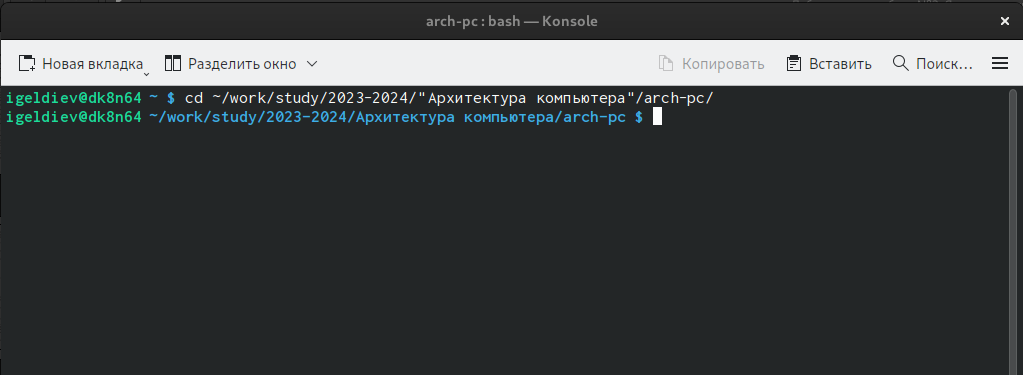 arch-pc : bash — Konsole
Новая вкладка Разделить окно Копировать Вставить Поиск...
igeldiev@dk8n64 ~ $ cd ~/work/study/2023-2024/"Архитектура компьютера"/arch-pc/
igeldiev@dk8n64 ~/work/study/2023-2024/Архитектура компьютера/arch-pc $